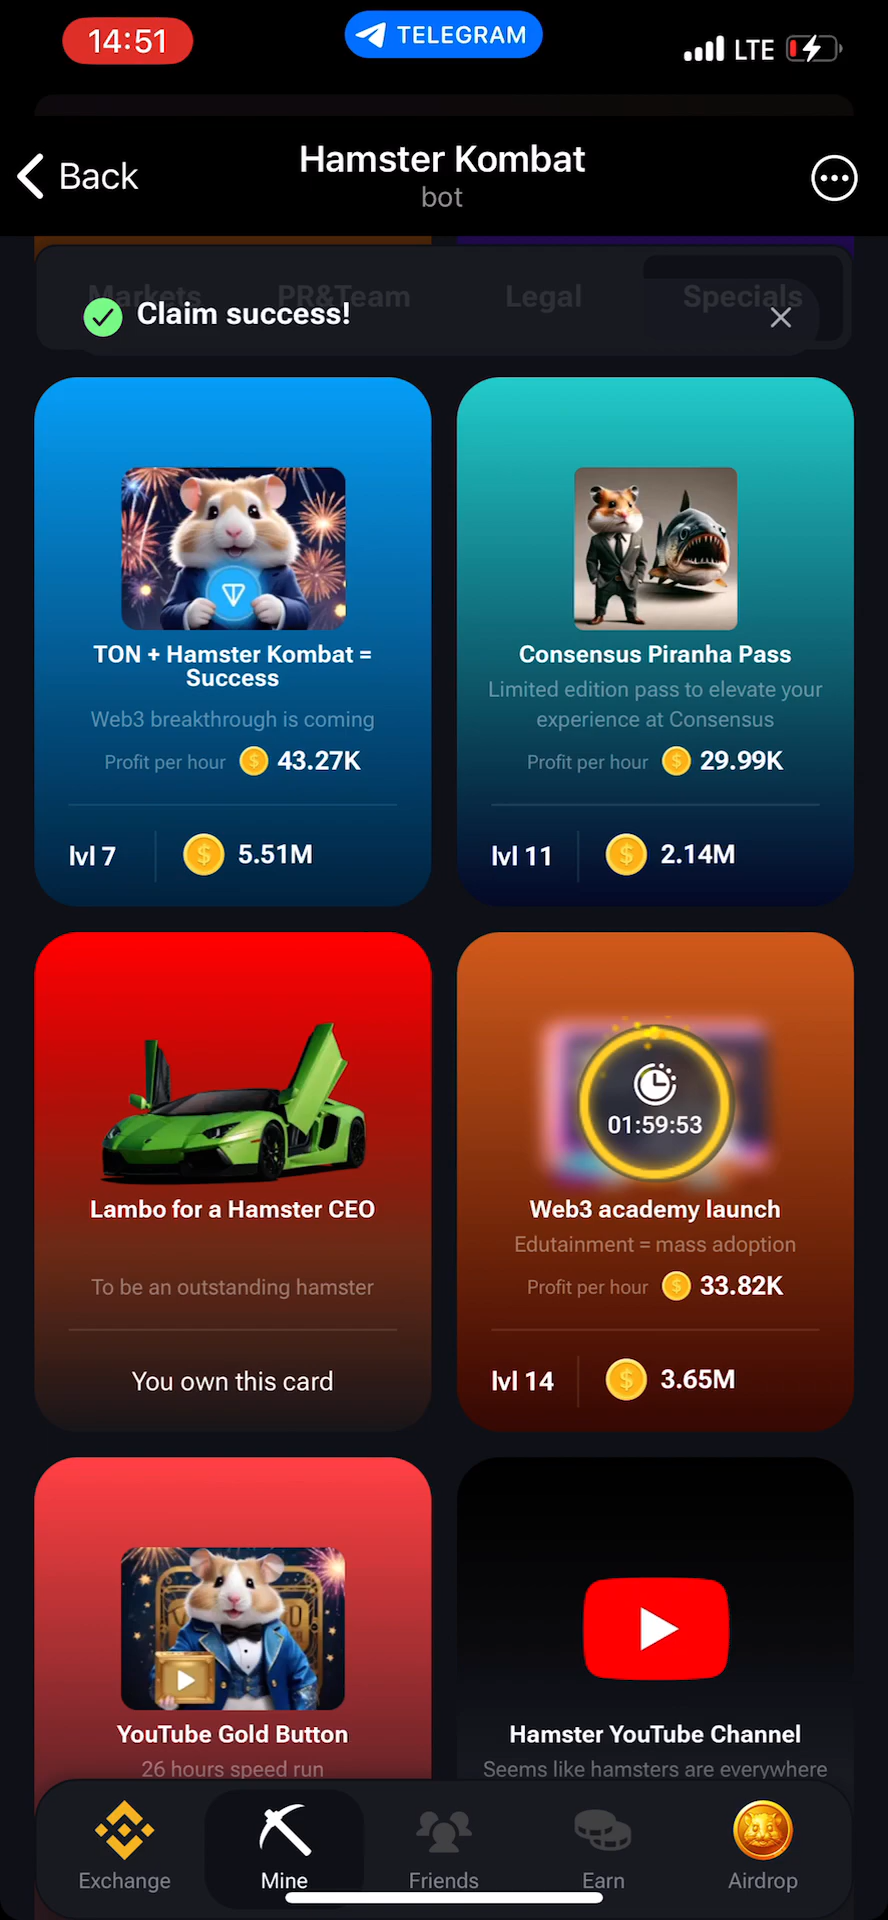 14:51
TELEGRAM
LTE
Back
Hamster Kombat
bot
Markets
PR&Team
Legal
Specials
Claim success!
TON + Hamster Kombat =
Success
Web3 breakthrough is coming
Profit per hour
43.27K
lvl 7
5.51M
Consensus Piranha Pass
Limited edition pass to elevate your
experience at Consensus
Profit per hour
29.99K
lvl 11
2.14M
Lambo for a Hamster CEO
To be an outstanding hamster
You own this card
01:59:53
Web3 academy launch
Edutainment = mass adoption
Profit per hour
33.82K
lvl 14
3.65M
YouTube Gold Button
26 hours speed run
Hamster YouTube Channel
Seems like hamsters are everywhere
Exchange
Mine
Friends
Earn
Airdrop